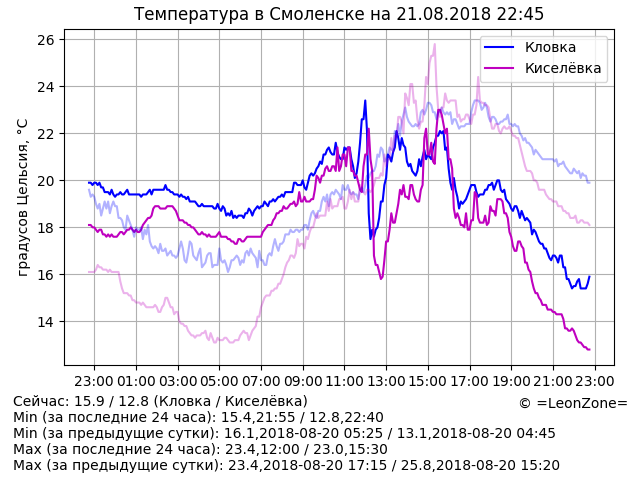 Температура в Смоленске на 21.08.2018 22:45
Кловка
Киселёвка
градусов Цельсия, °C
26
24
22
20
18
16
14
23:00 01:00 03:00 05:00 07:00 09:00 11:00 13:00 15:00 17:00 19:00 21:00 23:00
Сейчас: 15.9 / 12.8 (Кловка / Киселёвка)
© =LeonZone=
Min (за последние 24 часа): 15.4,21:55 / 12.8,22:40
Min (за предыдущие сутки): 16.1,2018-08-20 05:25 / 13.1,2018-08-20 04:45
Max (за последние 24 часа): 23.4,12:00 / 23.0,15:30
Max (за предыдущие сутки): 23.4,2018-08-20 17:15 / 25.8,2018-08-20 15:20